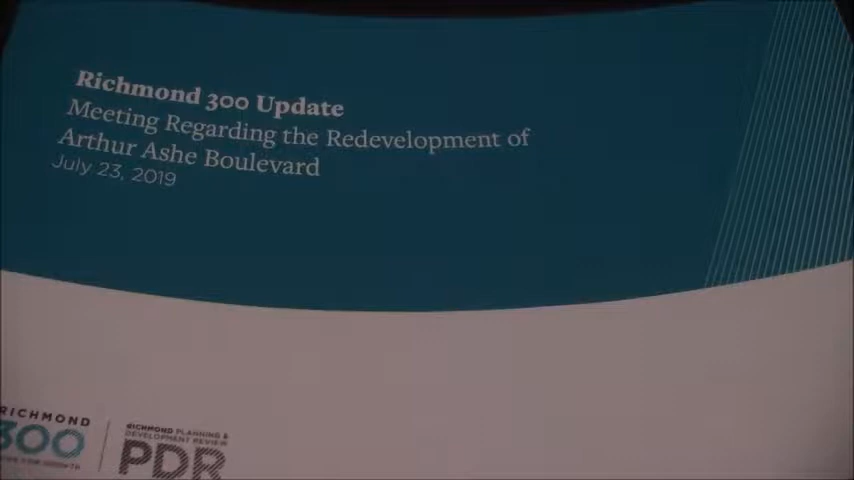 Richmond 300 Update
Meeting Regarding the Redevelopment of
Arthur Ashe Boulevard
July 23, 2019
RICHMOND
300
RICHMOND PLANNING &
DEVELOPMENT REVIEW
PDR